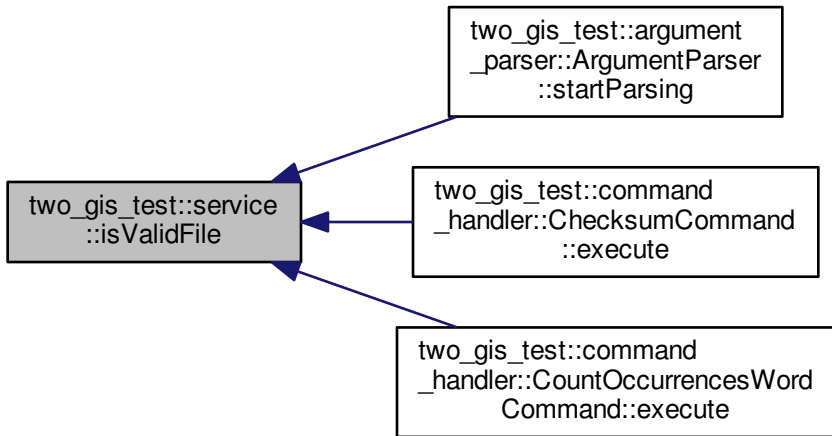 two_gis_test::argument
_parser::ArgumentParser
::startParsing
two_gis_test::service
::isValidFile
two_gis_test::command
_handler::ChecksumCommand
::execute
two_gis_test::command
_handler::CountOccurrencesWord
Command::execute